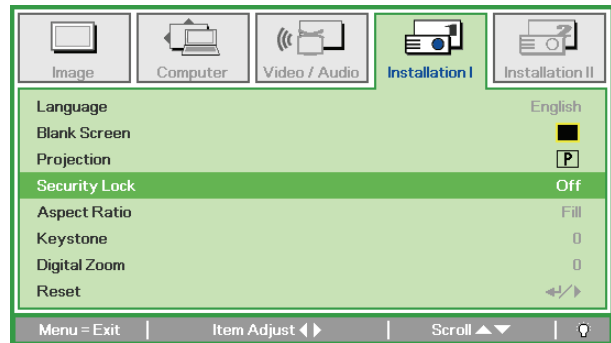 Image Computer Video / Audio Installation I Installation II
Language English
Blank Screen
Projection P
Security Lock Off
Aspect Ratio Fill
Keystone 0
Digital Zoom 0
Reset ↵/▶
Menu = Exit | Item Adjust ◀ ▶ | Scroll ▲▼ |